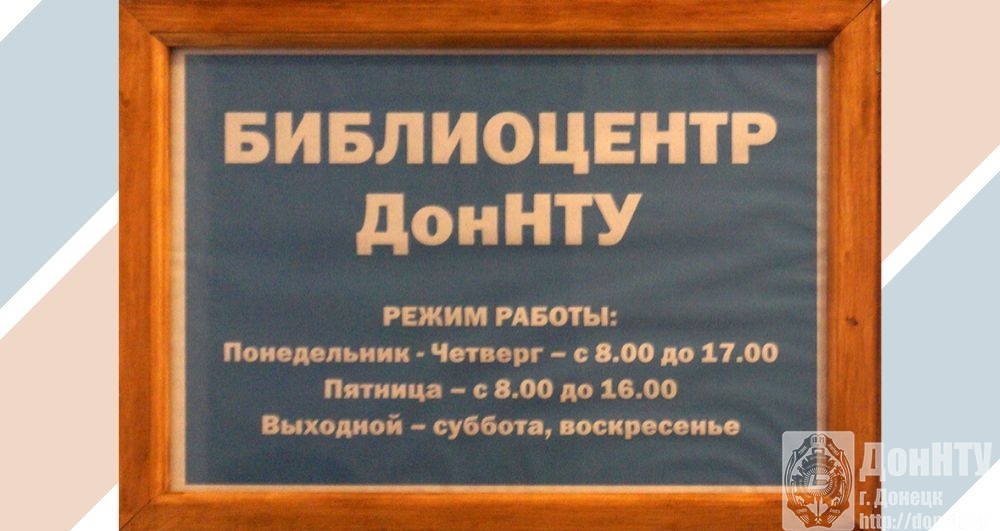 БИБЛИОЦЕНТР
ДонНТУ
РЕЖИМ РАБОТЫ:
Понедельник - Четверг – с 8.00 до 17.00
Пятница – с 8.00 до 16.00
Выходной – суббота, воскресенье
ДонНТУ
г. Донецк